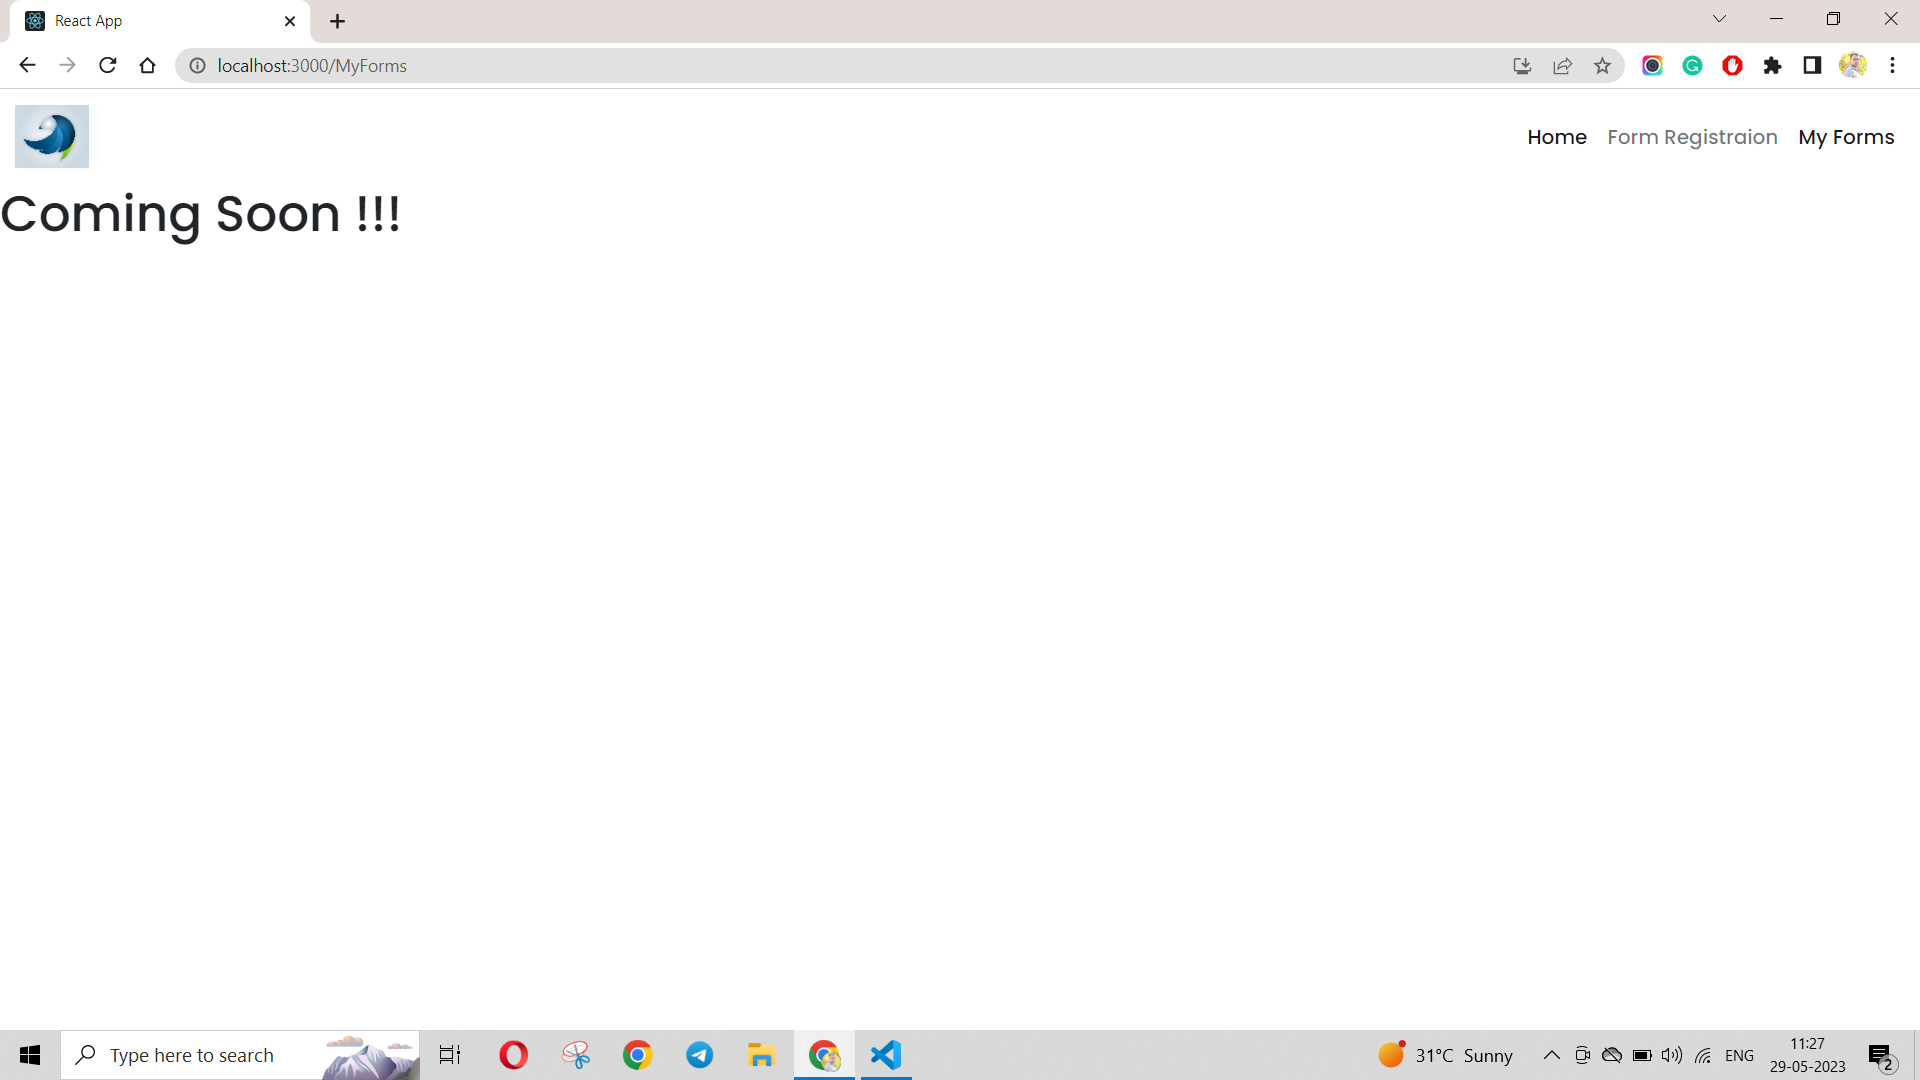 React App
localhost:3000/MyForms
Home Form Registraion My Forms
Coming Soon !!!
Type here to search
31°C Sunny
ENG
11:27
29-05-2023
2